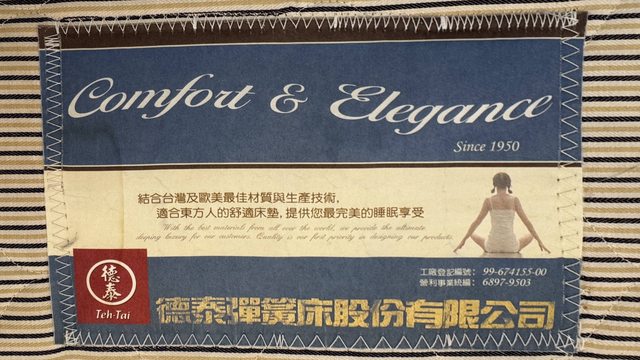 Comfort & Elegance
Since 1950
結合台灣及歐美最佳材質與生產技術,
適合東方人的舒適床墊,提供您最完美的睡眠享受
With the best materials from all over the world, we provide the ultimate
sleeping luxury for our customers. Quality is our first priority in designing our products.
工廠登記編號: 99-674155-00
營利事業統編: 6897-9503
德泰
Teh-Tai
德泰彈簧床股份有限公司